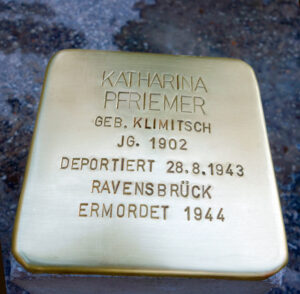 KATHARINA
PFRIEMER
GEB. KLIMITSCH
JG. 1902
DEPORTIERT 28.8.1943
RAVENSBRÜCK
ERMORDET 1944